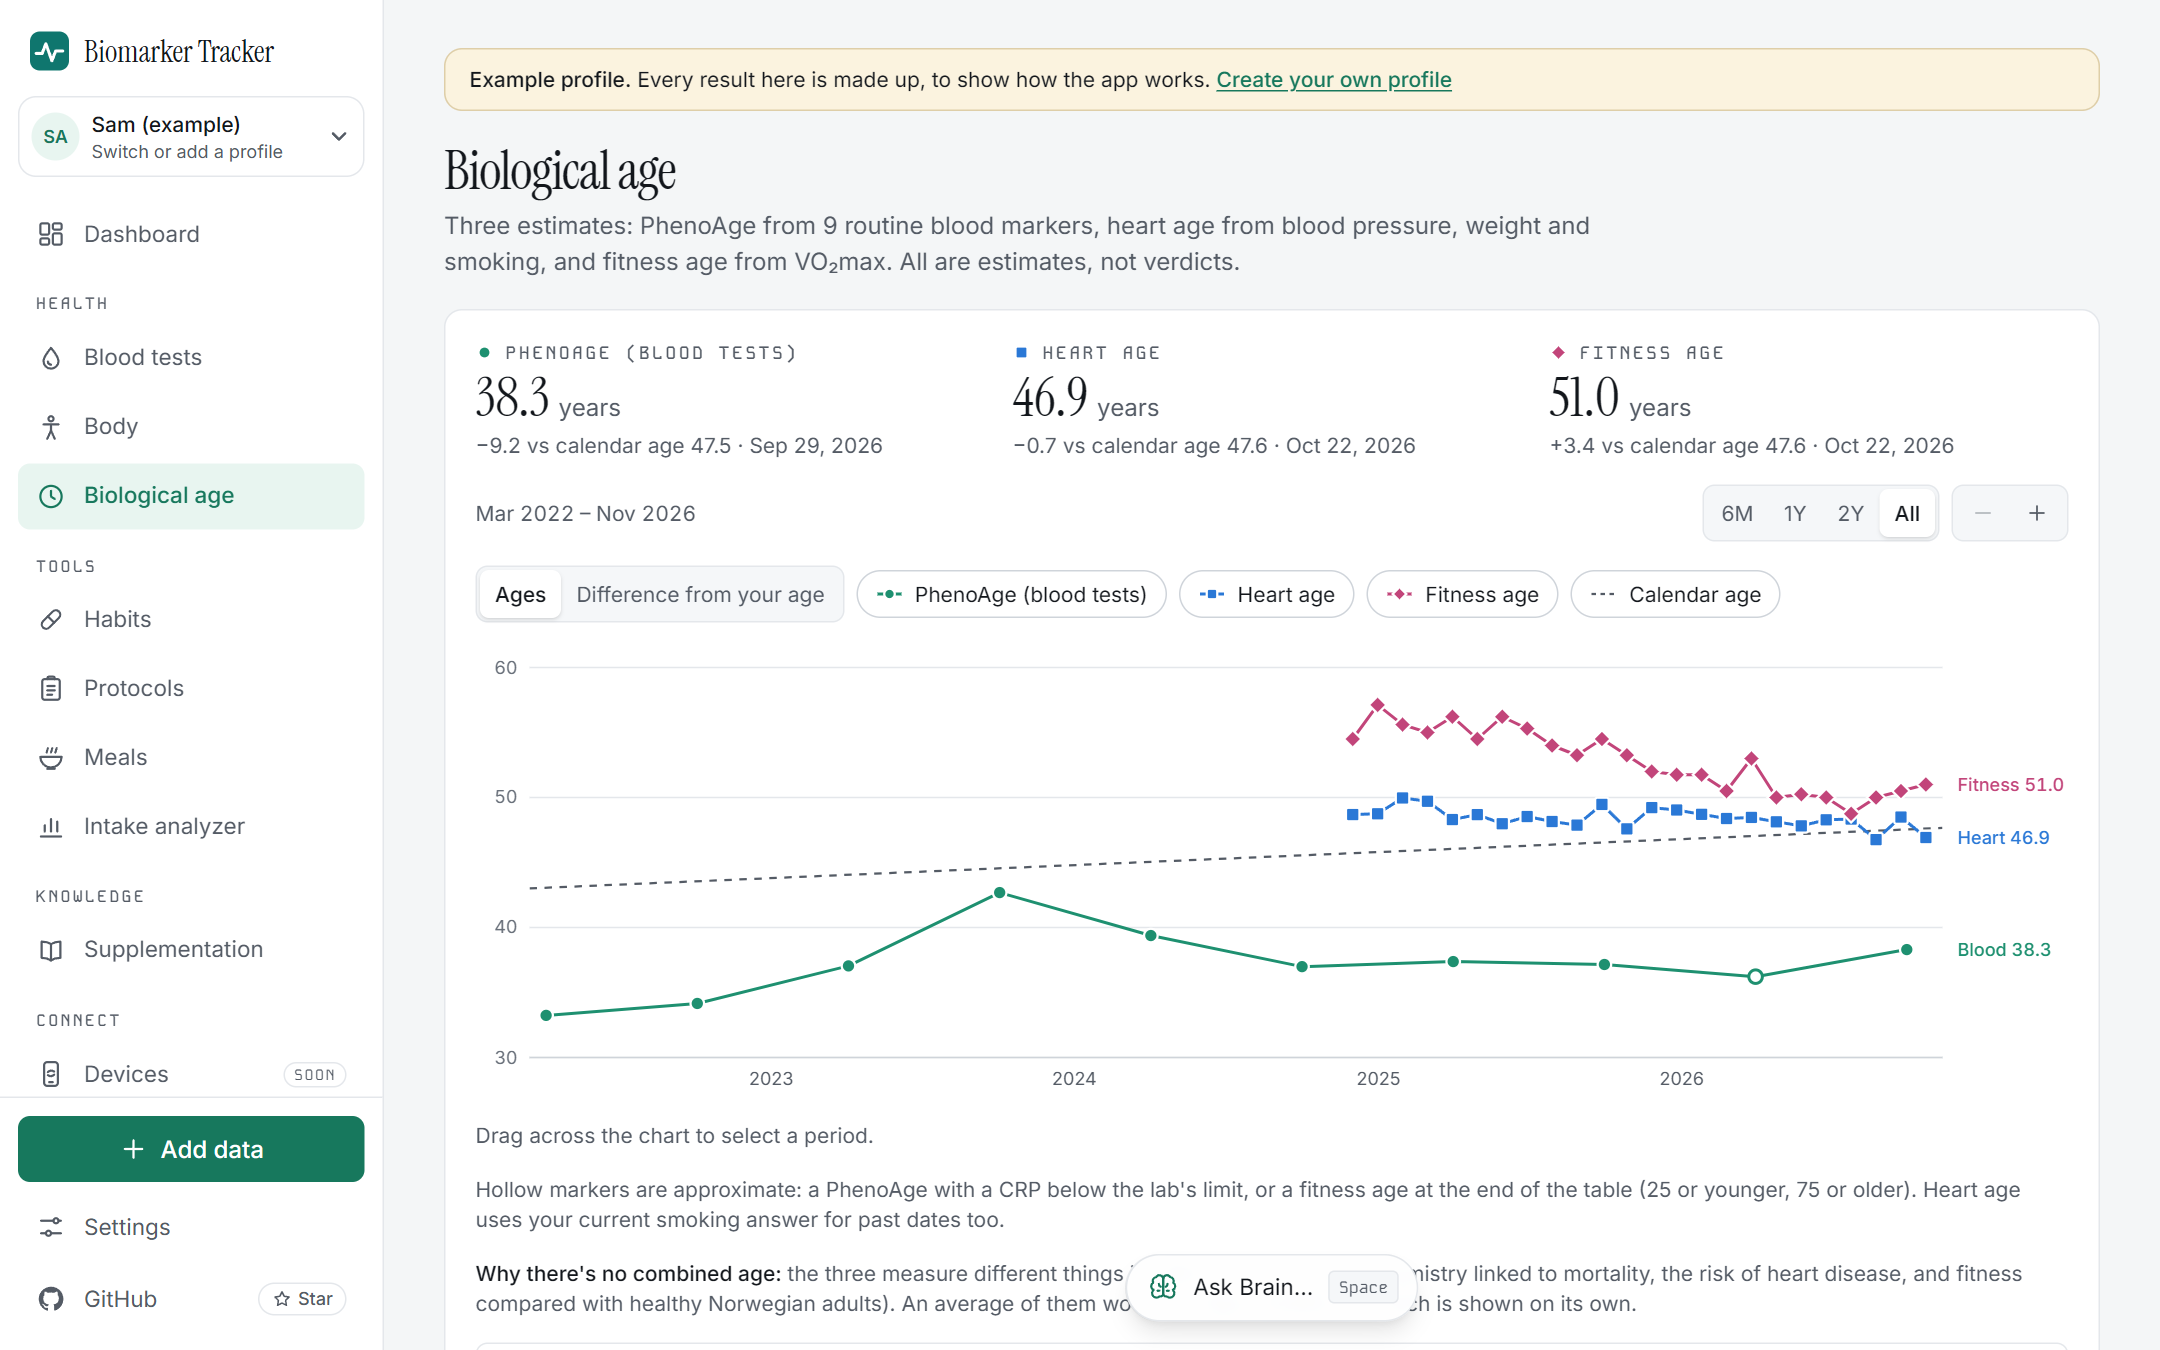 Biomarker Tracker
SA
Sam (example)
Switch or add a profile
Dashboard
HEALTH
Blood tests
Body
Biological age
TOOLS
Habits
Protocols
Meals
Intake analyzer
KNOWLEDGE
Supplementation
CONNECT
Devices
SOON
Add data
Settings
GitHub
Star
Example profile. Every result here is made up, to show how the app works. Create your own profile
Biological age
Three estimates: PhenoAge from 9 routine blood markers, heart age from blood pressure, weight and
smoking, and fitness age from VO₂max. All are estimates, not verdicts.
PHENOAGE (BLOOD TESTS)
38.3 years
−9.2 vs calendar age 47.5 · Sep 29, 2026
HEART AGE
46.9 years
−0.7 vs calendar age 47.6 · Oct 22, 2026
FITNESS AGE
51.0 years
+3.4 vs calendar age 47.6 · Oct 22, 2026
Mar 2022 – Nov 2026
6M 1Y 2Y All − +
Ages Difference from your age PhenoAge (blood tests) Heart age Fitness age Calendar age
60
50
40
30
Fitness 51.0
Heart 46.9
Blood 38.3
2023 2024 2025 2026
Drag across the chart to select a period.
Hollow markers are approximate: a PhenoAge with a CRP below the lab's limit, or a fitness age at the end of the table (25 or younger, 75 or older). Heart age
uses your current smoking answer for past dates too.
Why there's no combined age: the three measure different things mistry linked to mortality, the risk of heart disease, and fitness
compared with healthy Norwegian adults). An average of them wo ch is shown on its own.
Ask Brain... Space